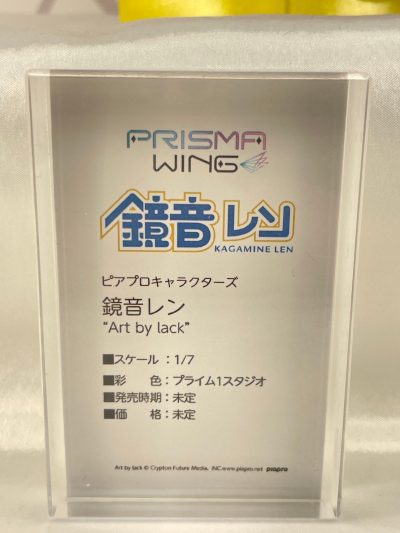 PRISMA
WING
鏡音レン
KAGAMINE LEN
ピアプロキャラクターズ
鏡音レン
“Art by lack”
■スケール：1/7
■彩　色：プライム1スタジオ
■発売時期：未定
■価　格：未定
Art by lack © Crypton Future Media, INC.www.piapro.net piapro